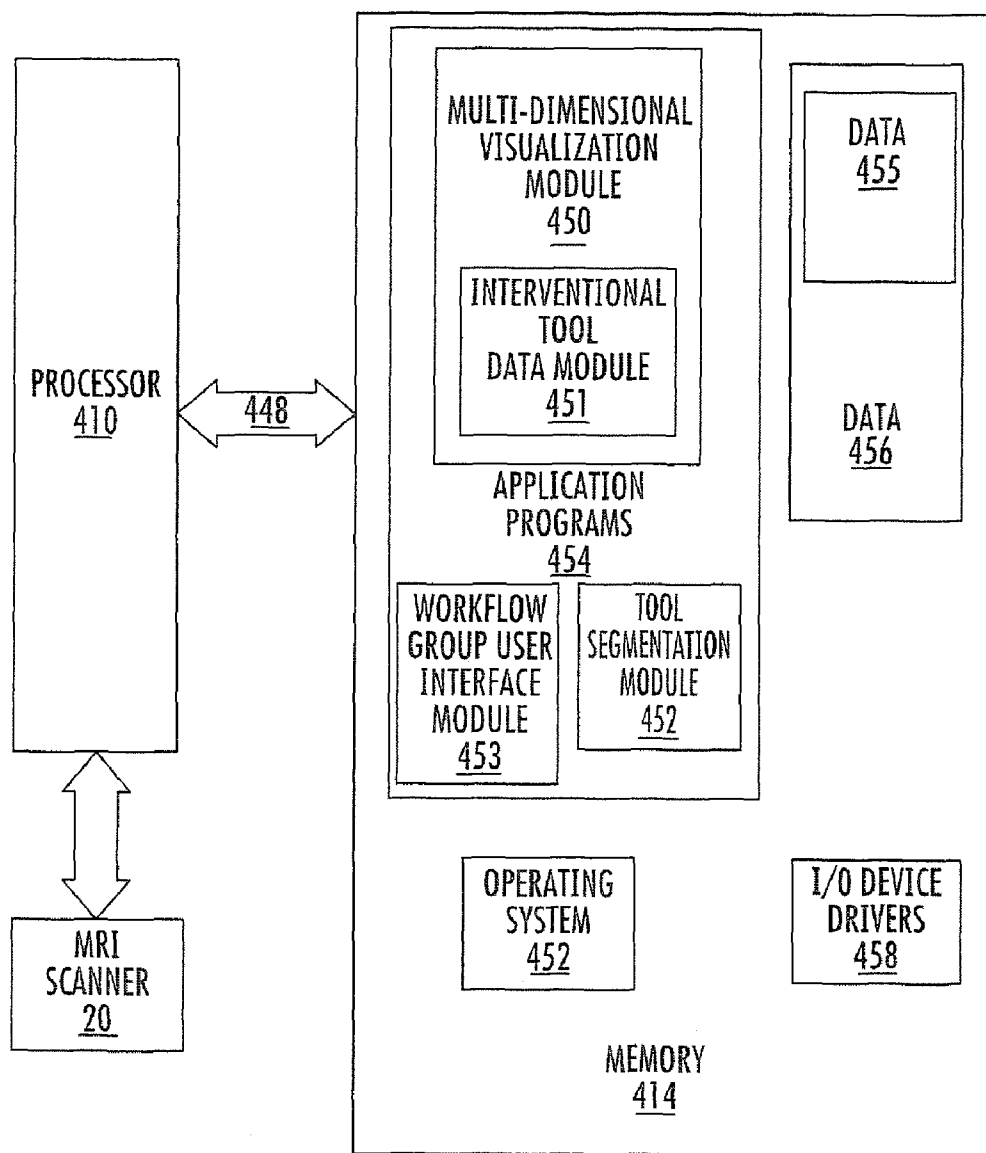 PROCESSOR
410
448
MRI
SCANNER
20
MULTI-DIMENSIONAL
VISUALIZATION
MODULE
450
INTERVENTIONAL
TOOL
DATA MODULE
451
APPLICATION
PROGRAMS
454
WORKFLOW
GROUP USER
INTERFACE
MODULE
453
TOOL
SEGMENTATION
MODULE
452
DATA
455
DATA
456
OPERATING
SYSTEM
452
I/O DEVICE
DRIVERS
458
MEMORY
414